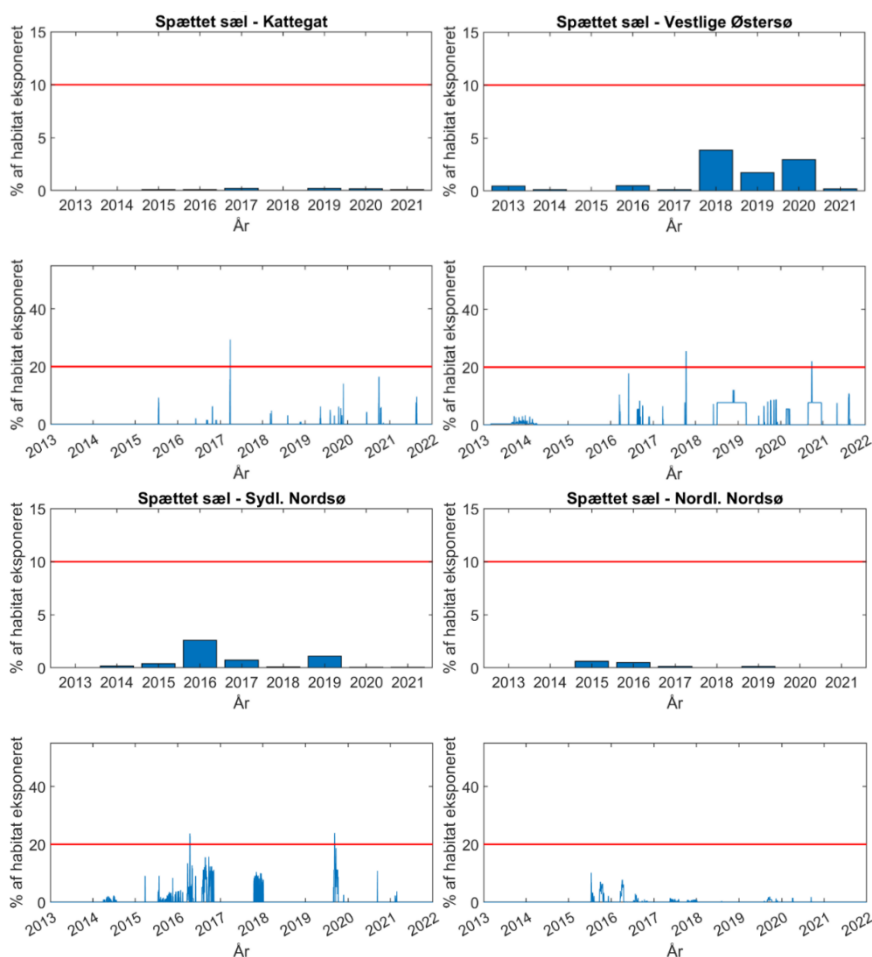 Spættet sæl - Kattegat
% af habitat eksponeret
15
10
5
0
2013 2014 2015 2016 2017 2018 2019 2020 2021
År
Spættet sæl - Vestlige Østersø
% af habitat eksponeret
15
10
5
0
2013 2014 2015 2016 2017 2018 2019 2020 2021
År
% af habitat eksponeret
40
20
0
2013 2014 2015 2016 2017 2018 2019 2020 2021 2022
År
% af habitat eksponeret
40
20
0
2013 2014 2015 2016 2017 2018 2019 2020 2021 2022
År
Spættet sæl - Sydl. Nordsø
% af habitat eksponeret
15
10
5
0
2013 2014 2015 2016 2017 2018 2019 2020 2021
År
Spættet sæl - Nordl. Nordsø
% af habitat eksponeret
15
10
5
0
2013 2014 2015 2016 2017 2018 2019 2020 2021
År
% af habitat eksponeret
40
20
0
2013 2014 2015 2016 2017 2018 2019 2020 2021 2022
År
% af habitat eksponeret
40
20
0
2013 2014 2015 2016 2017 2018 2019 2020 2021 2022
År